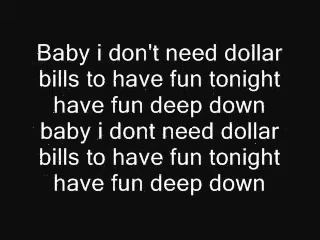 Baby i don't need dollar
bills to have fun tonight
have fun deep down
baby i dont need dollar
bills to have fun tonight
have fun deep down